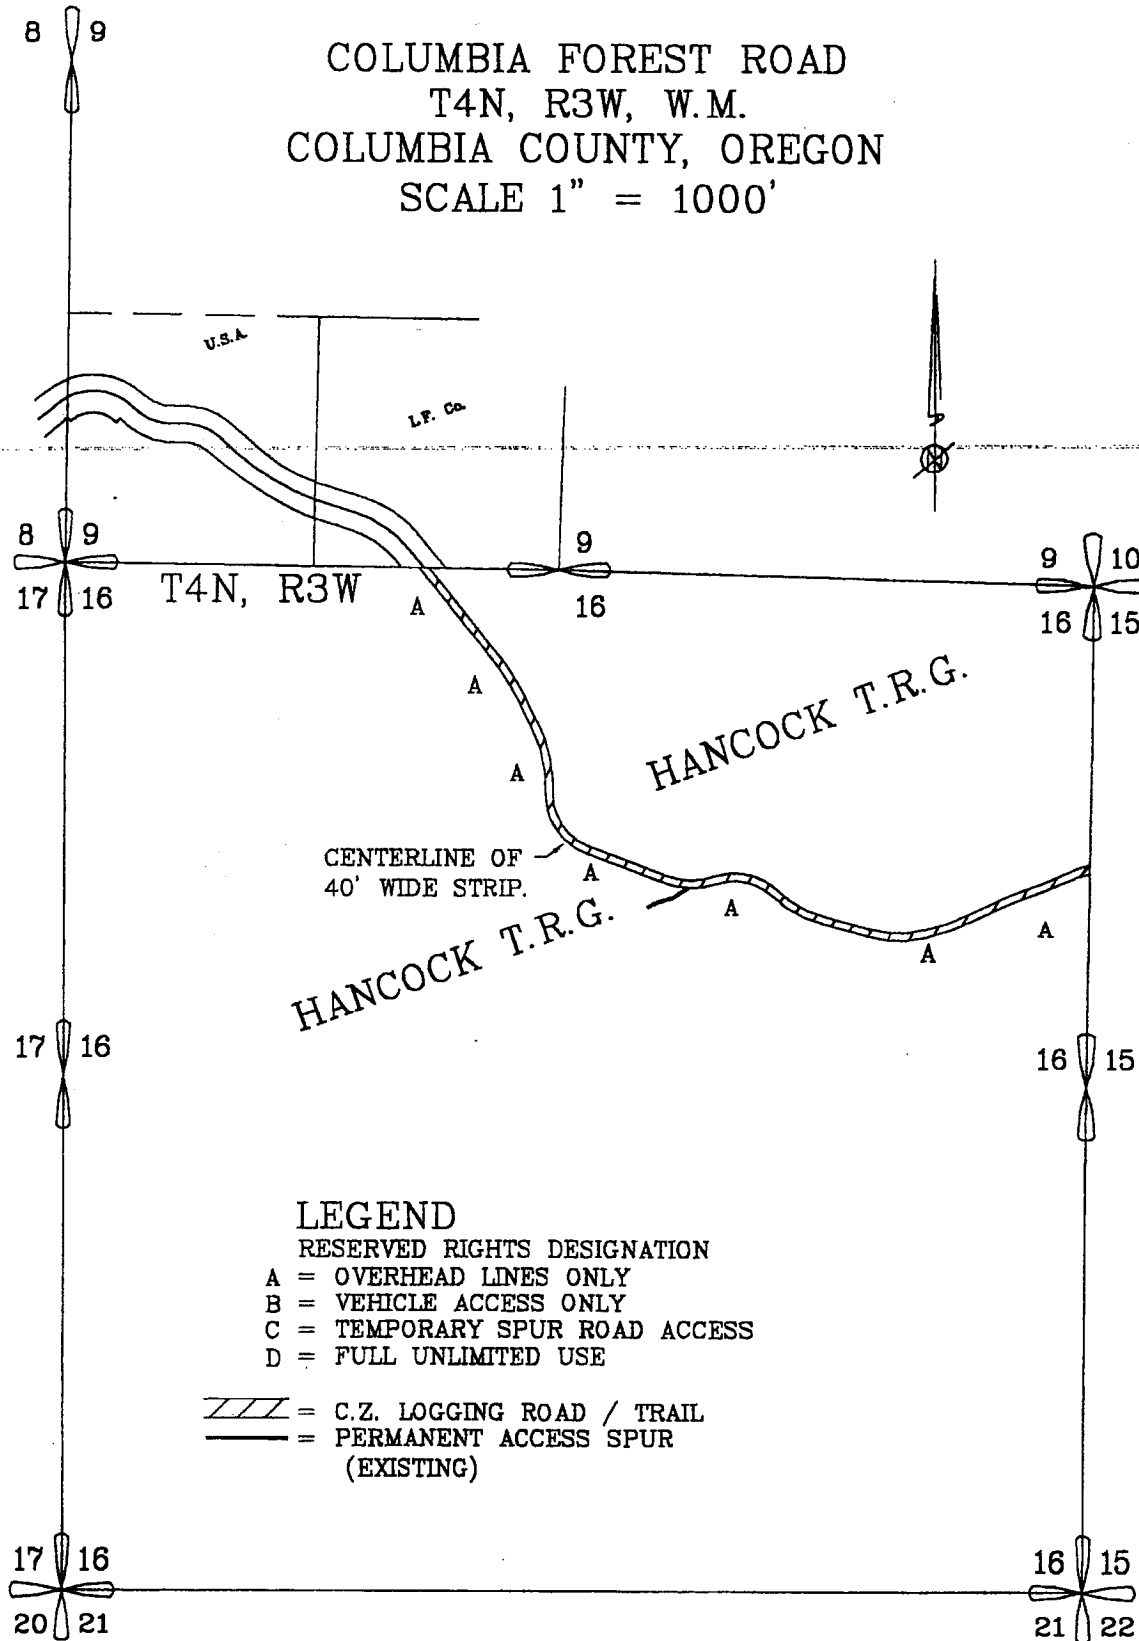 8 9
COLUMBIA FOREST ROAD
T4N, R3W, W.M.
COLUMBIA COUNTY, OREGON
SCALE 1" = 1000'
U.S.A.
L.F. Co.
8 9
17 16
T4N, R3W
9
16
9 10
16 15
A
A
A
HANCOCK T.R.G.
CENTERLINE OF
40' WIDE STRIP.
A
A
A
A
HANCOCK T.R.G.
17 16
16 15
LEGEND
RESERVED RIGHTS DESIGNATION
A = OVERHEAD LINES ONLY
B = VEHICLE ACCESS ONLY
C = TEMPORARY SPUR ROAD ACCESS
D = FULL UNLIMITED USE
= C.Z. LOGGING ROAD / TRAIL
= PERMANENT ACCESS SPUR
(EXISTING)
17 16
20 21
16 15
21 22